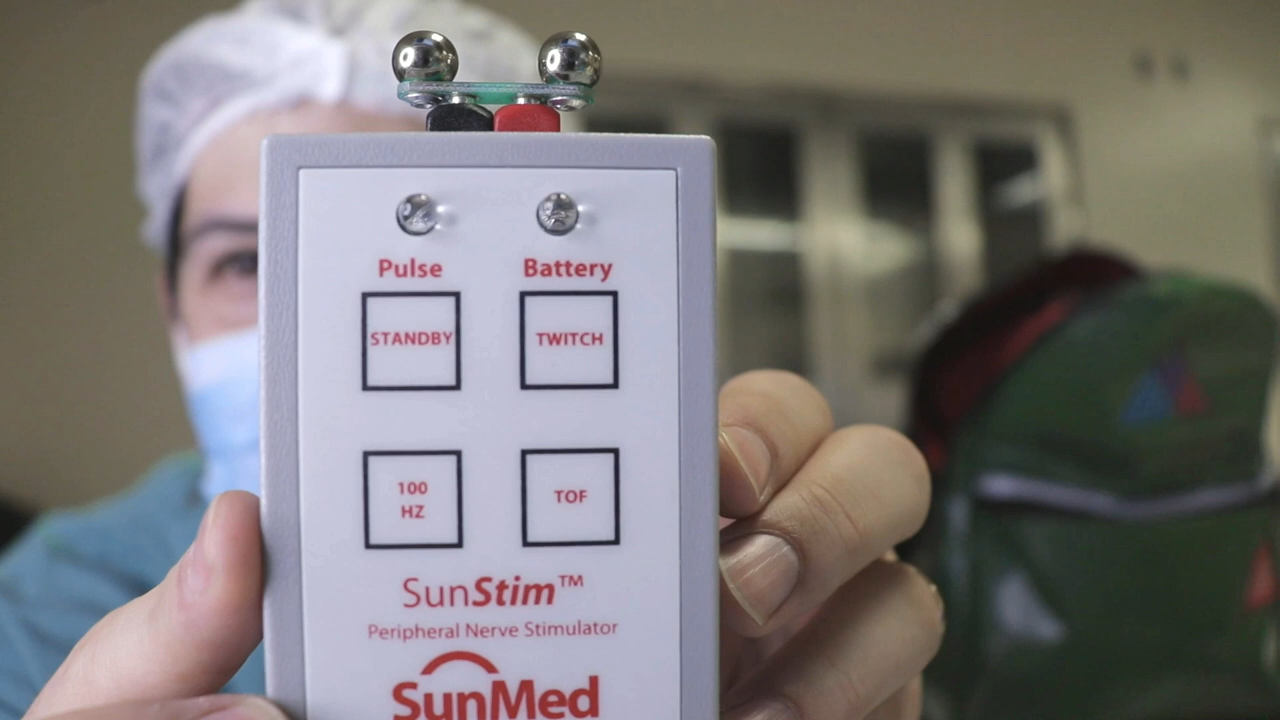 Pulse Battery
STANDBY TWITCH
100
HZ
TOF
SunStim™
Peripheral Nerve Stimulator
SunMed